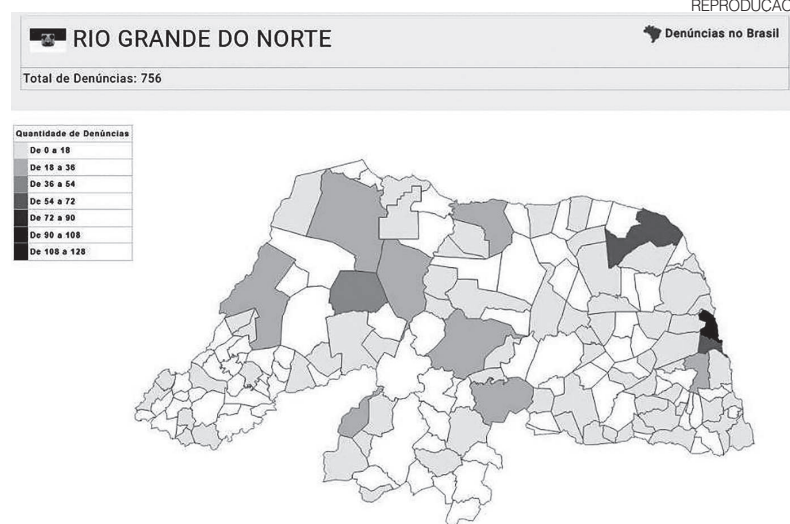 REPRODUCAO
RIO GRANDE DO NORTE
Denúncias no Brasil
Total de Denúncias: 756
Quantidade de Denúncias
De 0 a 18
De 18 a 36
De 36 a 54
De 54 a 72
De 72 a 90
De 90 a 108
De 108 a 128